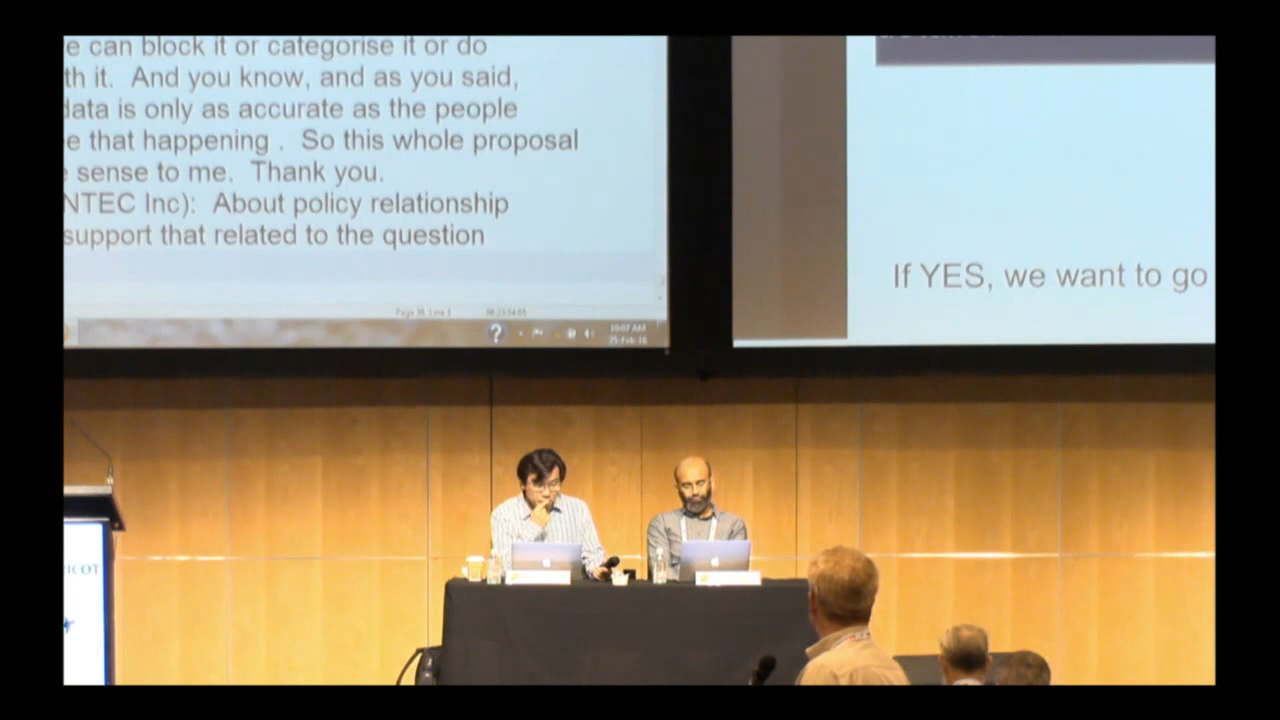 e can block it or categorise it or do
th it. And you know, and as you said,
data is only as accurate as the people
e that happening . So this whole proposal
e sense to me. Thank you.
NTEC Inc): About policy relationship
support that related to the question
10:07 AM
25-Feb-16
If YES, we want to go
ICOT